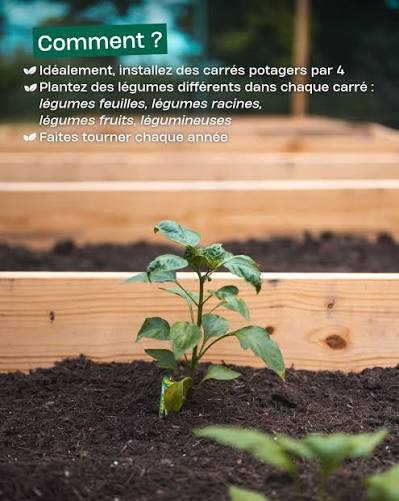 Comment ?
Idéalement, installez des carrés potagers par 4
Plantez des légumes différents dans chaque carré :
légumes feuilles, légumes racines,
légumes fruits, légumineuses
Faites tourner chaque année